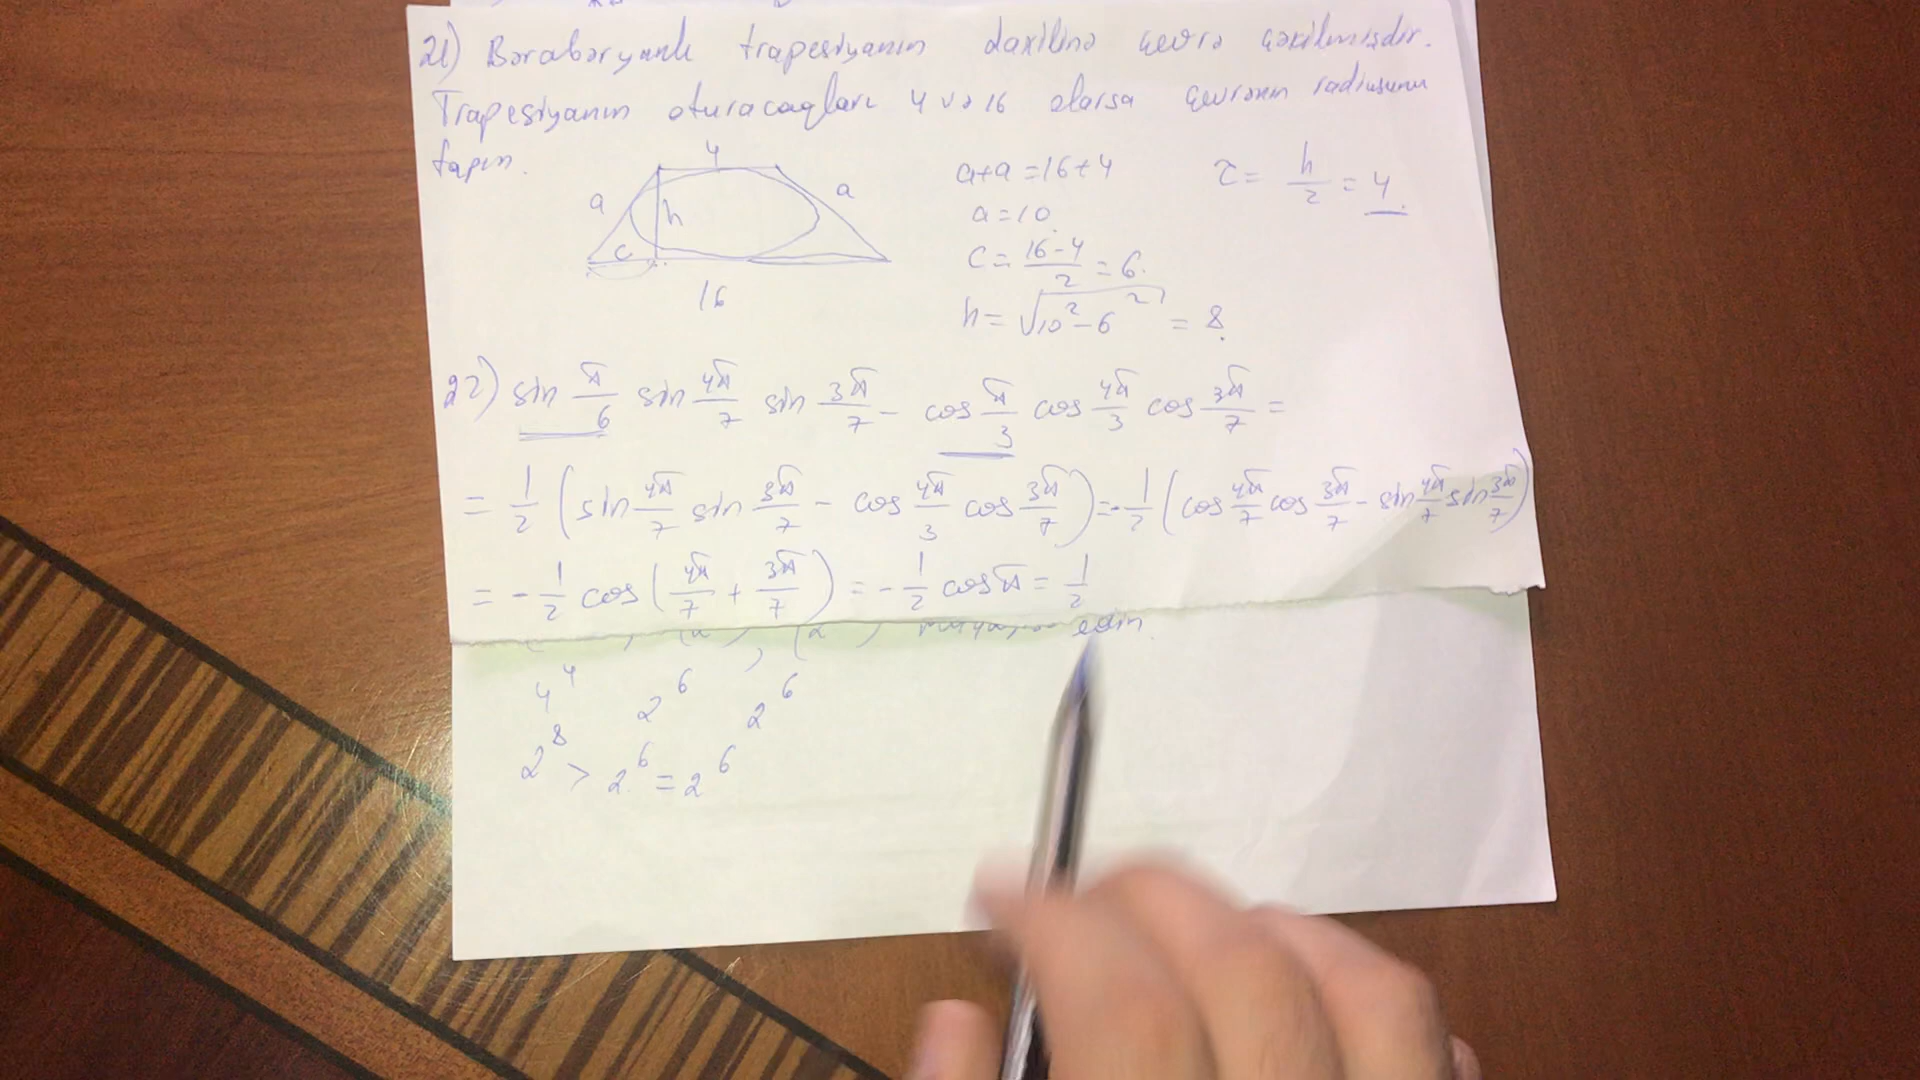 21) Bərabəryanlı trapesiyanın daxilinə çevrə çəkilmişdir.
Trapesiyanın oturacaqları 4 və 16 olarsa çevrənin radiusunu
tapın.
4
a a
h
c
16
a+a=16+4
a=10
c=\frac{16-4}{2}=6.
h=√(10²-6²) = 8
r = \frac{h}{2} = 4
22) sin π/6 sin 4π/7 sin 3π/7 - cos π/3 cos 4π/3 cos 3π/7 =
= 1/2 (sin 4π/7 sin 3π/7 - cos 4π/3 cos 3π/7) = -1/2 (cos 4π/7 cos 3π/7 - sin 4π/7 sin 3π/7)
= -1/2 cos (4π/7 + 3π/7) = -1/2 cos π = 1/2
edin.
4⁴ 2⁶ 2⁶
2⁸ > 2⁶ = 2⁶